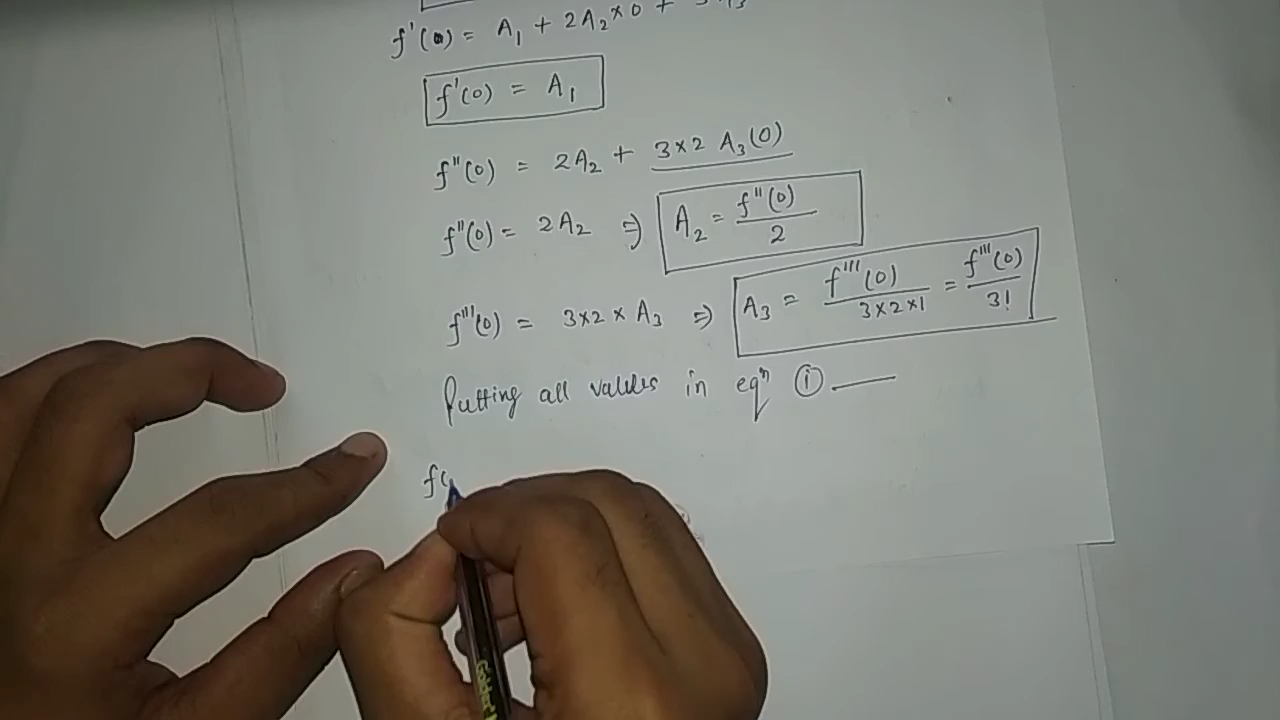 f'(0) = A₁ + 2A₂×0 +
f'(0) = A₁
f''(0) = 2A₂ + 3×2 A₃(0)
f''(0) = 2A₂ ⇒ A₂ = f''(0)/2
f'''(0) = 3×2 × A₃ ⇒ A₃ = f'''(0)/3×2×1 = f'''(0)/3!
Putting all values in eqⁿ ①—
f(